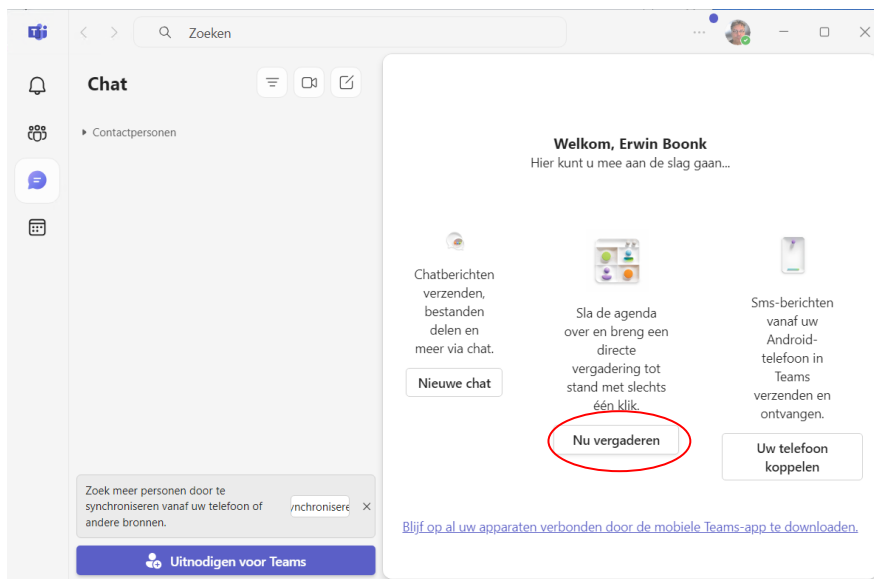 Zoeken
Chat
Contactpersonen
Welkom, Erwin Boonk
Hier kunt u mee aan de slag gaan...
Chatberichten
verzenden,
bestanden
delen en
meer via chat.
Nieuwe chat
Sla de agenda
over en breng een
directe
vergadering tot
stand met slechts
één klik.
Nu vergaderen
Sms-berichten
vanaf uw
Android-
telefoon in
Teams
verzenden en
ontvangen.
Uw telefoon
koppelen
Zoek meer personen door te
synchroniseren vanaf uw telefoon of
andere bronnen.
ynchronisere
Uitnodigen voor Teams
Blijf op al uw apparaten verbonden door de mobiele Teams-app te downloaden.